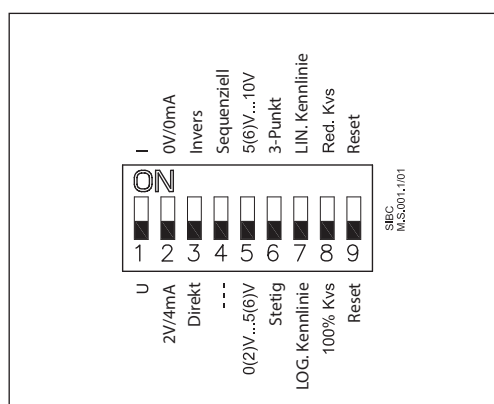 I
0V/0mA
Invers
Sequenziell
5(6)V...10V
3-Punkt
LIN. Kennlinie
Red. Kvs
Reset
ON
1 2 3 4 5 6 7 8 9
U
2V/4mA
Direkt
----
0(2)V...5(6)V
Stetig
LOG. Kennlinie
100% Kvs
Reset
SIBC
M.S.001.1/01